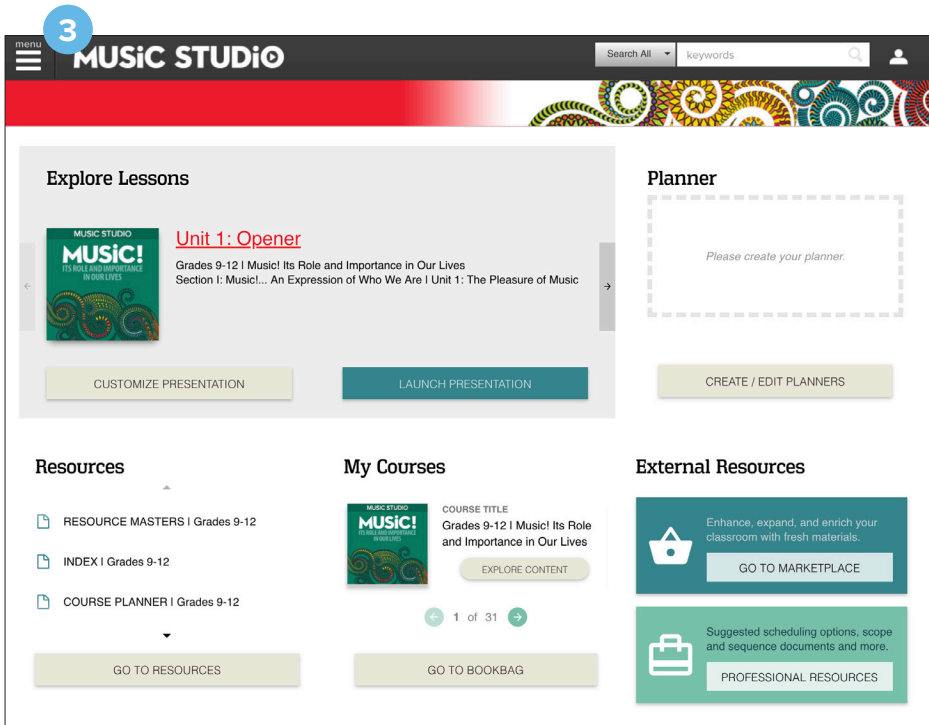 3
menu
MUSiC STUDiO
Search All
keywords
Explore Lessons
MUSIC STUDIO
MUSiC!
ITS ROLE AND IMPORTANCE
IN OUR LIVES
Unit 1: Opener
Grades 9-12 I Music! Its Role and Importance in Our Lives
Section I: Music!... An Expression of Who We Are I Unit 1: The Pleasure of Music
CUSTOMIZE PRESENTATION
LAUNCH PRESENTATION
Planner
Please create your planner.
CREATE / EDIT PLANNERS
Resources
RESOURCE MASTERS I Grades 9-12
INDEX I Grades 9-12
COURSE PLANNER I Grades 9-12
GO TO RESOURCES
My Courses
MUSIC STUDIO
MUSiC!
ITS ROLE AND IMPORTANCE
IN OUR LIVES
COURSE TITLE
Grades 9-12 I Music! Its Role
and Importance in Our Lives
EXPLORE CONTENT
1 of 31
GO TO BOOKBAG
External Resources
Enhance, expand, and enrich your
classroom with fresh materials.
GO TO MARKETPLACE
Suggested scheduling options, scope
and sequence documents and more.
PROFESSIONAL RESOURCES